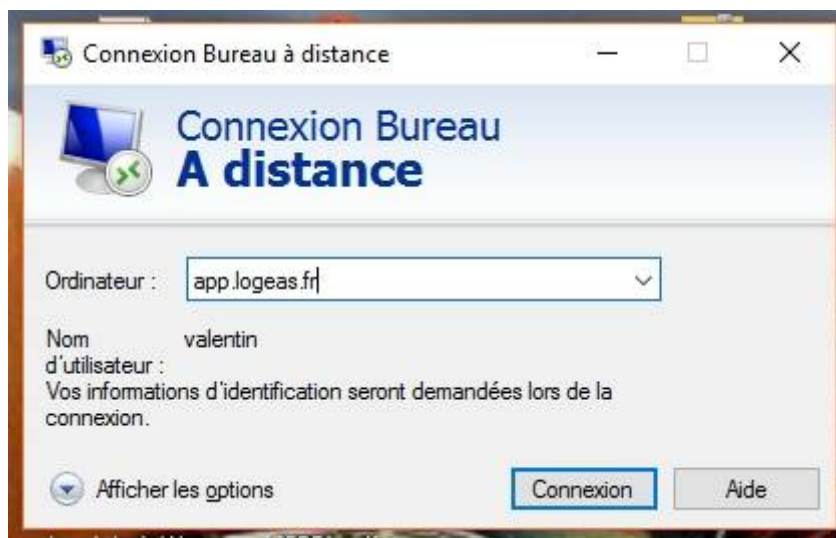 Connexion Bureau à distance
Connexion Bureau
A distance
Ordinateur :
app.logeas.fr
Nom
d'utilisateur :
valentin
Vos informations d'identification seront demandées lors de la
connexion.
Afficher les options
Connexion
Aide